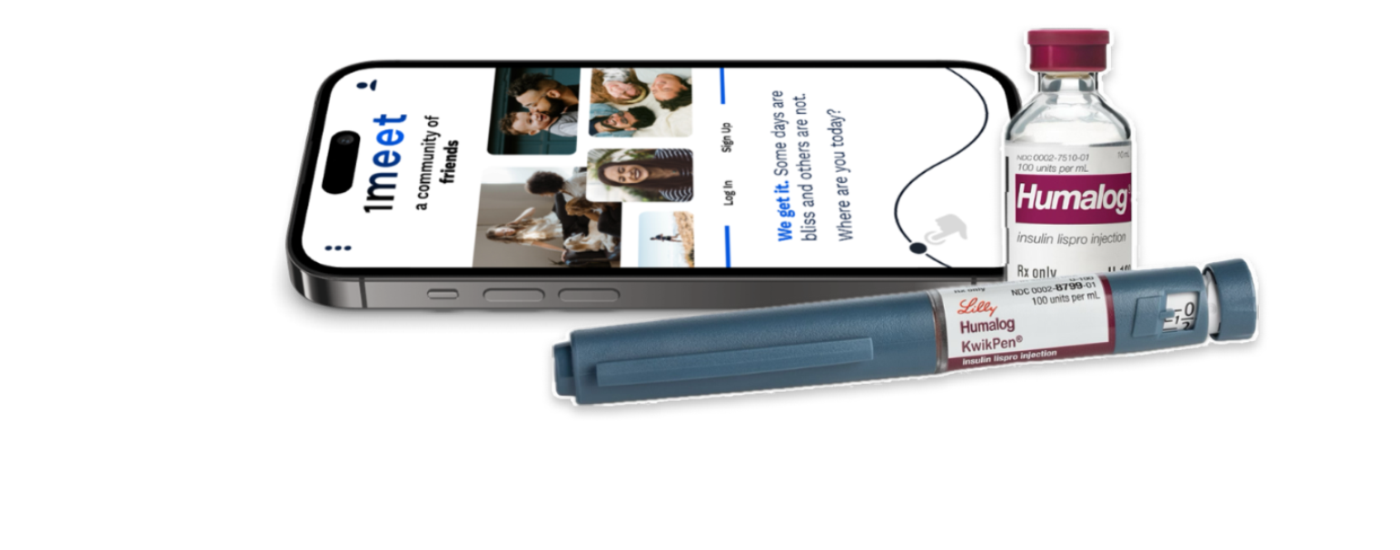 1meet
a community of
friends
Log In
Sign Up
We get it. Some days are
bliss and others are not.
Where are you today?
NDC 0002-7510-01
100 units per mL
Humalog
insulin lispro injection
Rx only
Lilly
NDC 0002-8799-01
100 units per mL
Humalog
KwikPen®
insulin lispro injection
0